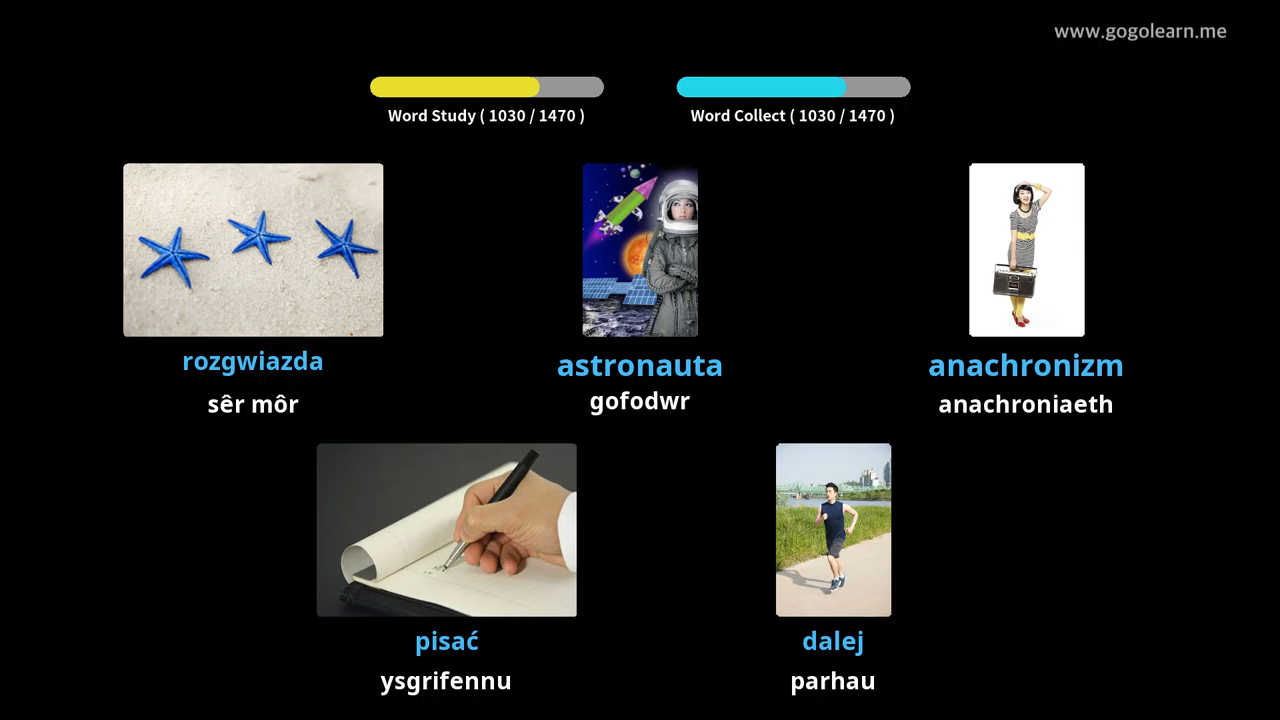 www.gogolearn.me
Word Study ( 1030 / 1470 )
Word Collect ( 1030 / 1470 )
rozgwiazda
sêr môr
astronauta
gofodwr
anachronizm
anachroniaeth
pisać
ysgrifennu
dalej
parhau